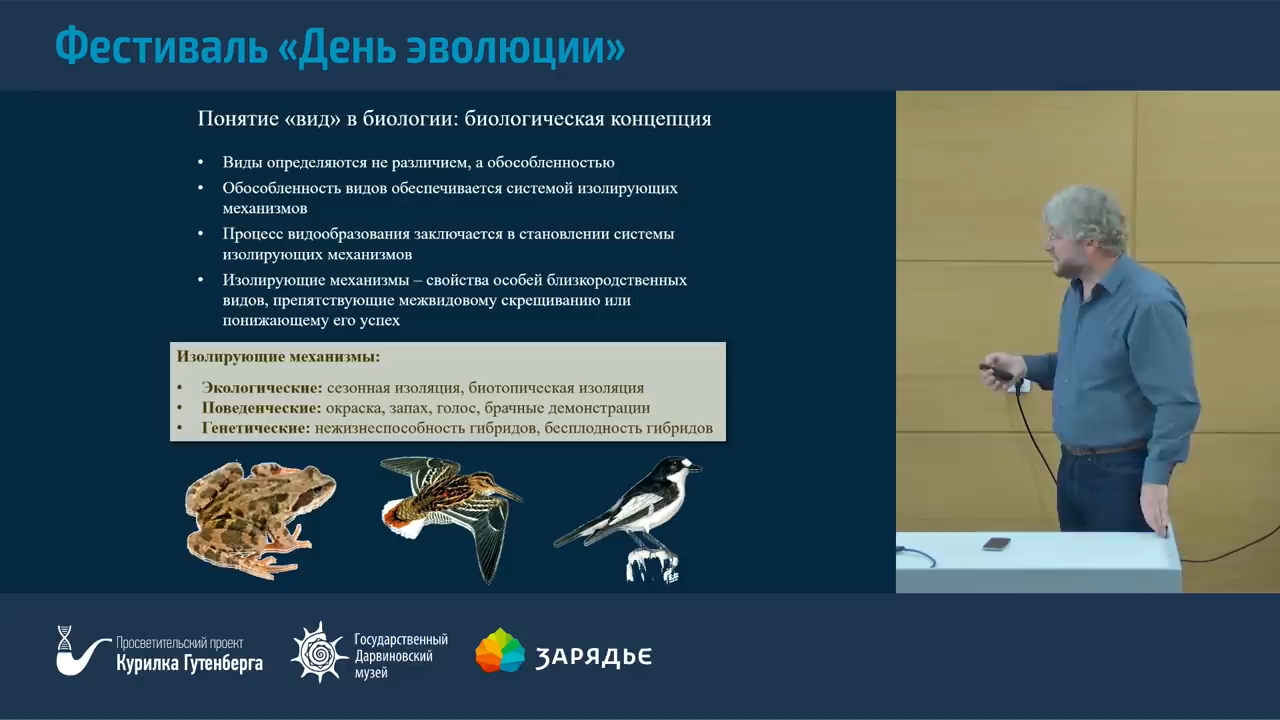 Фестиваль «День эволюции»
Понятие «вид» в биологии: биологическая концепция
• Виды определяются не различием, а обособленностью
• Обособленность видов обеспечивается системой изолирующих
механизмов
• Процесс видообразования заключается в становлении системы
изолирующих механизмов
• Изолирующие механизмы – свойства особей близкородственных
видов, препятствующие межвидовому скрещиванию или
понижающему его успех
Изолирующие механизмы:
• Экологические: сезонная изоляция, биотопическая изоляция
• Поведенческие: окраска, запах, голос, брачные демонстрации
• Генетические: нежизнеспособность гибридов, бесплодность гибридов
Просветительский проект
Курилка Гутенберга
Государственный
Дарвиновский
музей
ЗАРЯДЬЕ